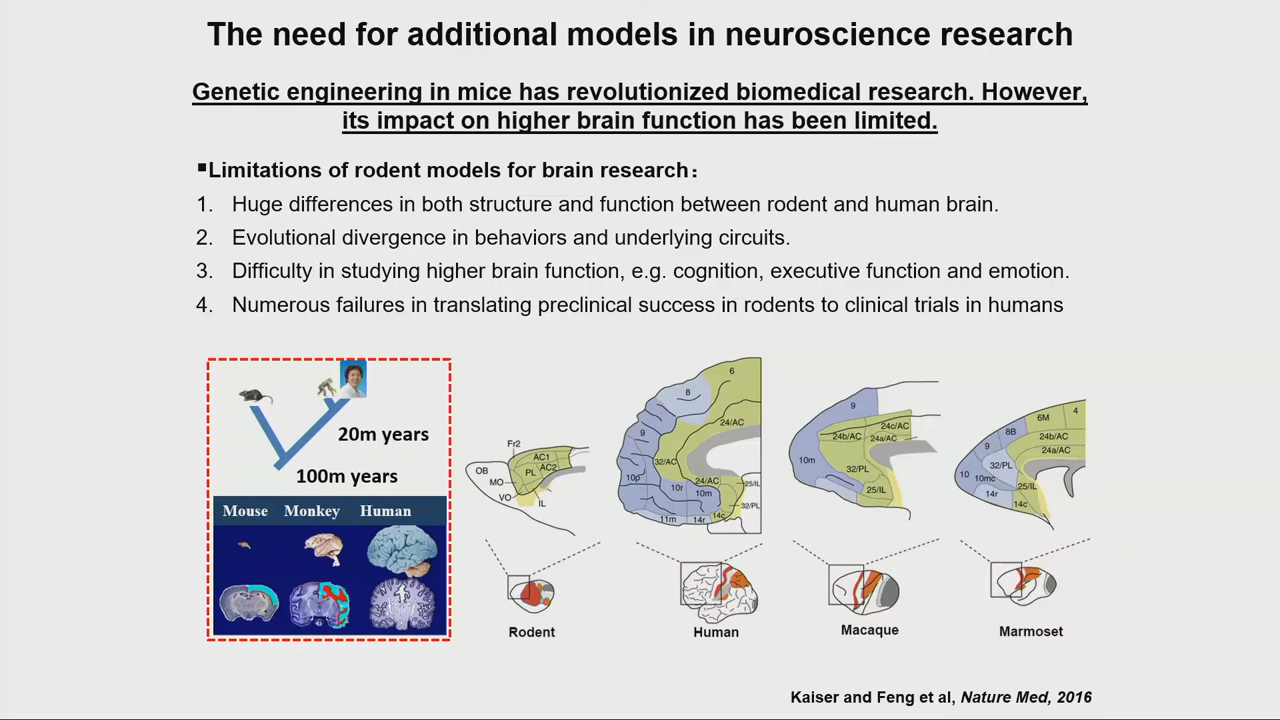 The need for additional models in neuroscience research
Genetic engineering in mice has revolutionized biomedical research. However,
its impact on higher brain function has been limited.
▪Limitations of rodent models for brain research：
1. Huge differences in both structure and function between rodent and human brain.
2. Evolutional divergence in behaviors and underlying circuits.
3. Difficulty in studying higher brain function, e.g. cognition, executive function and emotion.
4. Numerous failures in translating preclinical success in rodents to clinical trials in humans
20m years
100m years
Mouse Monkey Human
Fr2
OB
AC1
AC2
PL
MO
VO
IL
Rodent
6
8
9
24/AC
32/AC
10p
24/AC
10r
10m
25/IL
32/PL
11m
14r
14c
Human
9
24c/AC
24b/AC
24a/AC
10m
32/PL
25/IL
Macaque
4
6M
8B
9
24b/AC
24a/AC
32/PL
10
10mc
25/IL
14r
14c
Marmoset
Kaiser and Feng et al, Nature Med, 2016